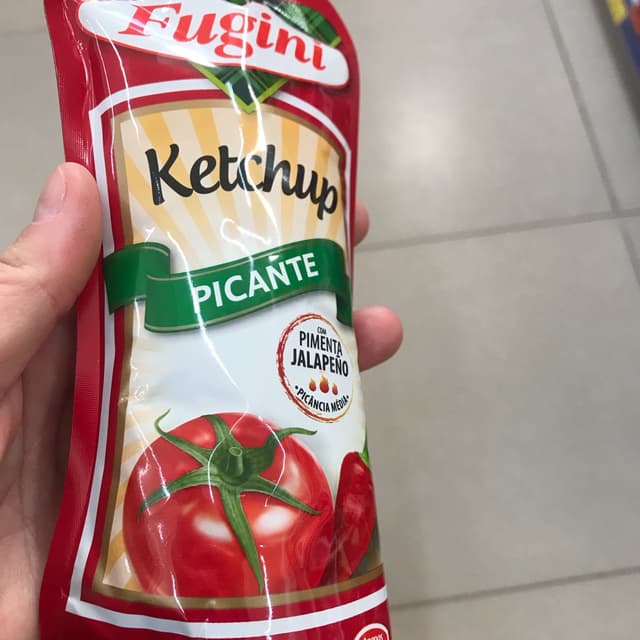 Fugini
Ketchup
PICANTE
COM
PIMENTA
JALAPEÑO
•PICÂNCIA MÉDIA•